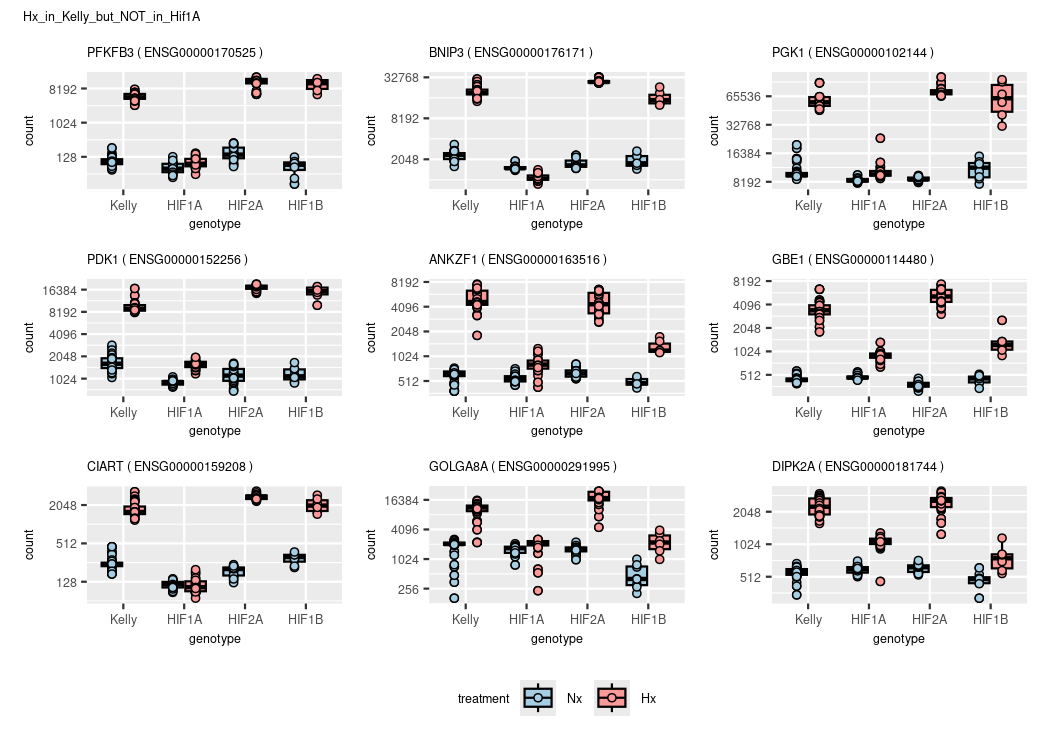 Hx_in_Kelly_but_NOT_in_Hif1A
PFKFB3 ( ENSG00000170525 )
count
8192
1024
128
Kelly HIF1A HIF2A HIF1B
genotype
BNIP3 ( ENSG00000176171 )
count
32768
8192
2048
Kelly HIF1A HIF2A HIF1B
genotype
PGK1 ( ENSG00000102144 )
count
65536
32768
16384
8192
Kelly HIF1A HIF2A HIF1B
genotype
PDK1 ( ENSG00000152256 )
count
16384
8192
4096
2048
1024
Kelly HIF1A HIF2A HIF1B
genotype
ANKZF1 ( ENSG00000163516 )
count
8192
4096
2048
1024
512
Kelly HIF1A HIF2A HIF1B
genotype
GBE1 ( ENSG00000114480 )
count
8192
4096
2048
1024
512
Kelly HIF1A HIF2A HIF1B
genotype
CIART ( ENSG00000159208 )
count
2048
512
128
Kelly HIF1A HIF2A HIF1B
genotype
GOLGA8A ( ENSG00000291995 )
count
16384
4096
1024
256
Kelly HIF1A HIF2A HIF1B
genotype
DIPK2A ( ENSG00000181744 )
count
2048
1024
512
Kelly HIF1A HIF2A HIF1B
genotype
treatment Nx Hx